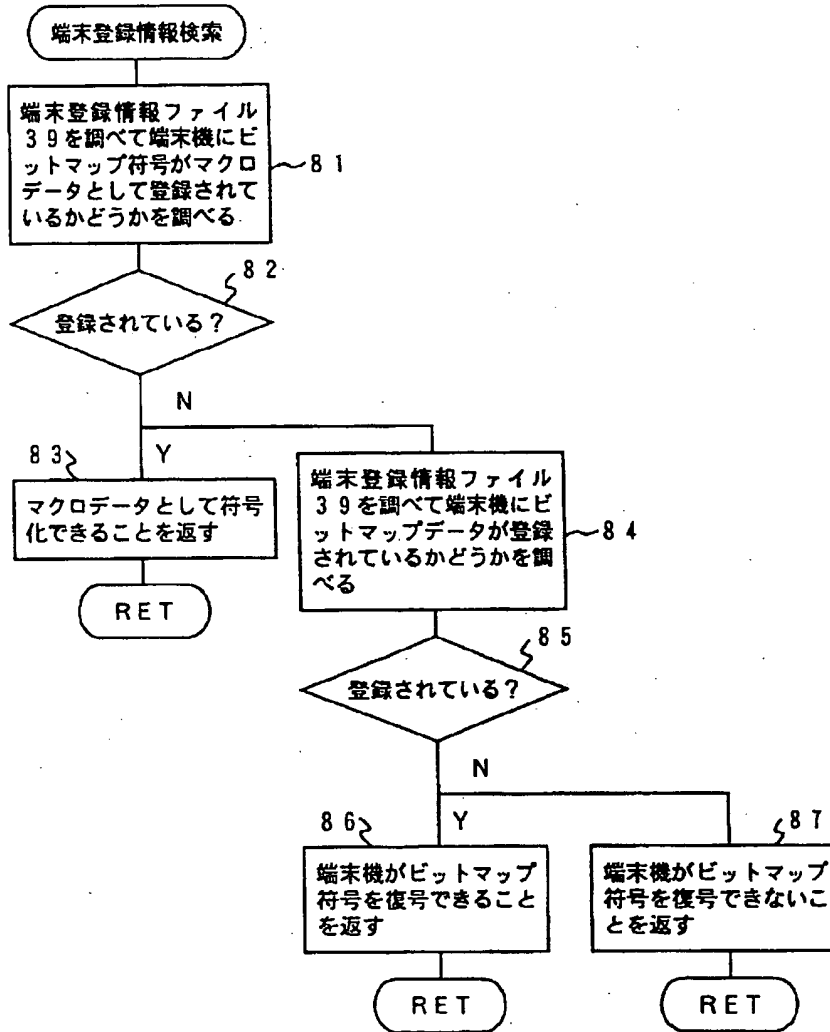 端末登録情報検索
端末登録情報ファイル
39を調べて端末機にビ
ットマップ符号がマクロ
データとして登録されて
いるかどうかを調べる
81
82
登録されている?
N
Y
83
マクロデータとして符号
化できることを返す
RET
端末登録情報ファイル
39を調べて端末機にビ
ットマップデータが登録
されているかどうかを調
べる
84
85
登録されている?
N
Y
86
端末機がビットマップ
符号を復号できること
を返す
RET
87
端末機がビットマップ
符号を復号できないこ
とを返す
RET